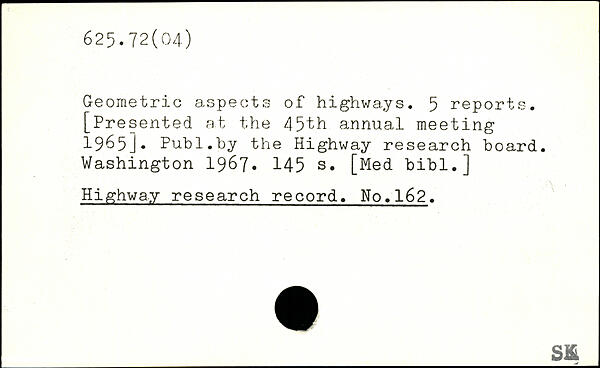 625.72(04)
Geometric aspects of highways. 5 reports.
[Presented at the 45th annual meeting
1965]. Publ.by the Highway research board.
Washington 1967. 145 s. [Med bibl.]
Highway research record. No.162.
SK